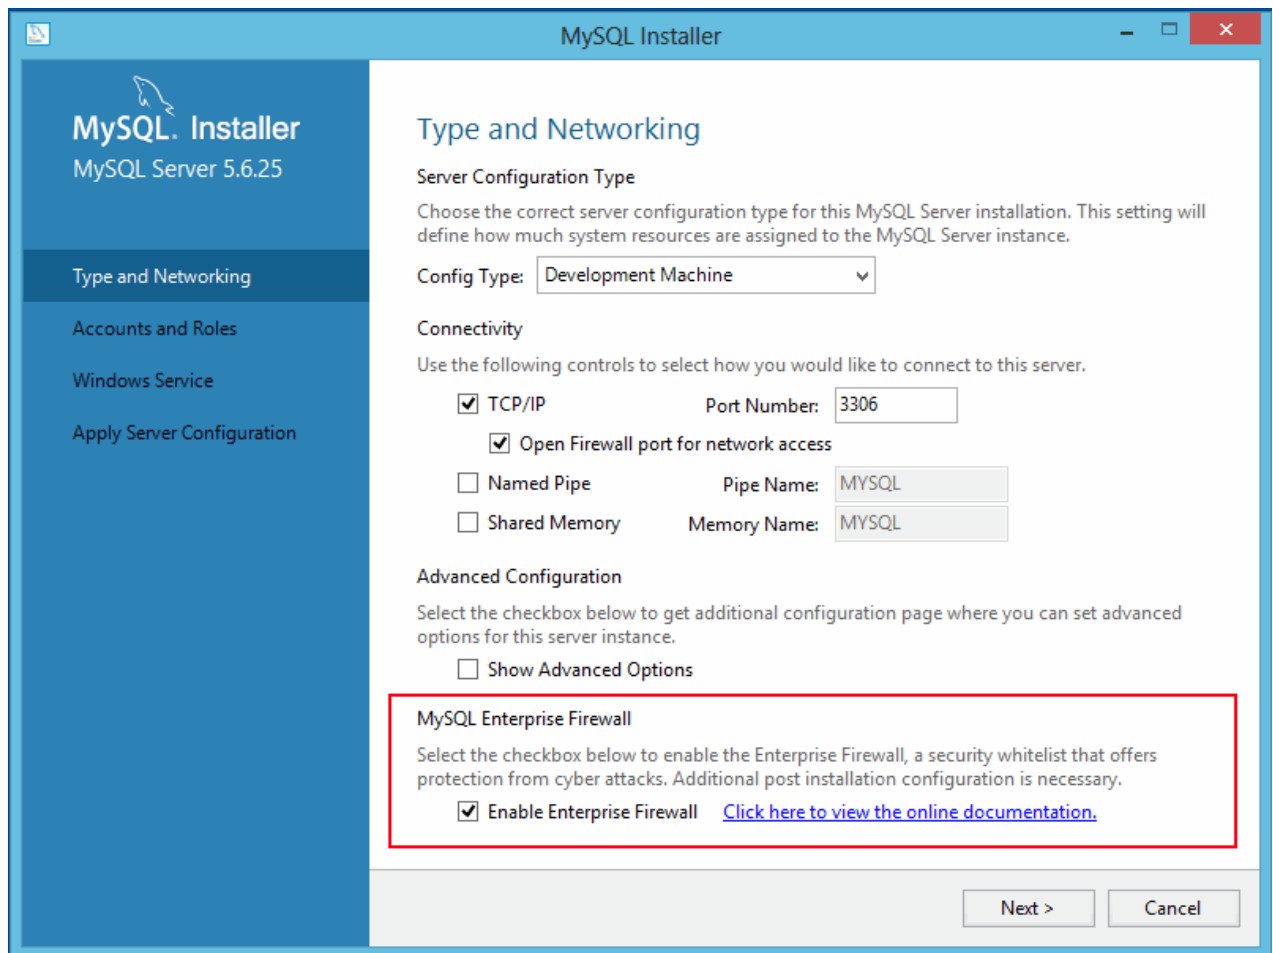 MySQL Installer
MySQL. Installer
MySQL Server 5.6.25
Type and Networking
Accounts and Roles
Windows Service
Apply Server Configuration
Type and Networking
Server Configuration Type
Choose the correct server configuration type for this MySQL Server installation. This setting will
define how much system resources are assigned to the MySQL Server instance.
Config Type: Development Machine
Connectivity
Use the following controls to select how you would like to connect to this server.
TCP/IP Port Number: 3306
Open Firewall port for network access
Named Pipe Pipe Name: MYSQL
Shared Memory Memory Name: MYSQL
Advanced Configuration
Select the checkbox below to get additional configuration page where you can set advanced
options for this server instance.
Show Advanced Options
MySQL Enterprise Firewall
Select the checkbox below to enable the Enterprise Firewall, a security whitelist that offers
protection from cyber attacks. Additional post installation configuration is necessary.
Enable Enterprise Firewall Click here to view the online documentation.
Next > Cancel